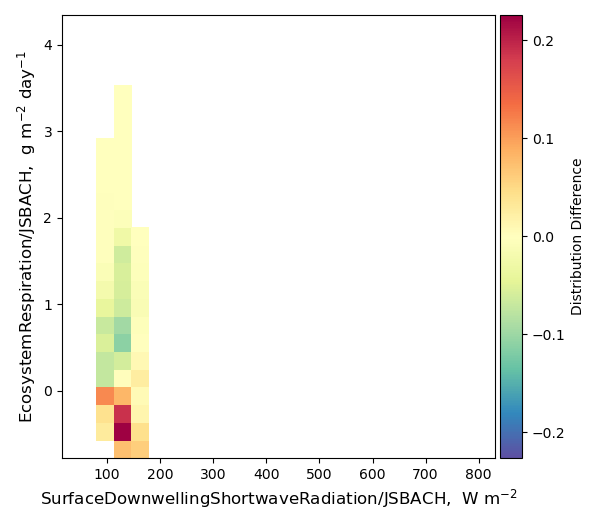 4
3
2
1
0
EcosystemRespiration/JSBACH,  g m⁻² day⁻¹
100 200 300 400 500 600 700 800
SurfaceDownwellingShortwaveRadiation/JSBACH,  W m⁻²
0.2
0.1
0.0
−0.1
−0.2
Distribution Difference